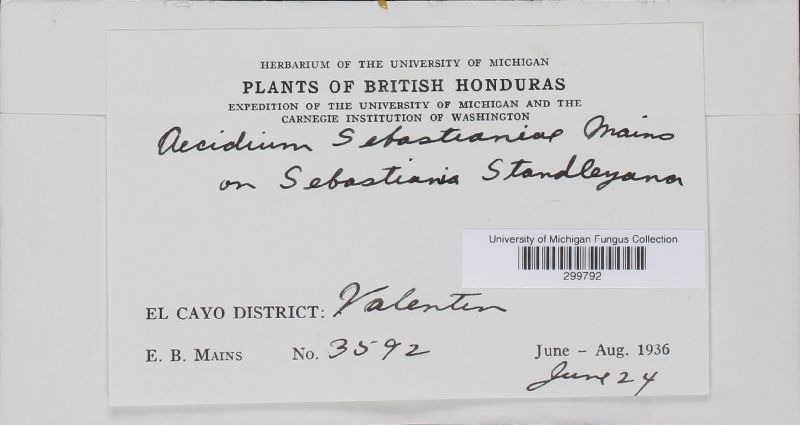 HERBARIUM OF THE UNIVERSITY OF MICHIGAN
PLANTS OF BRITISH HONDURAS
EXPEDITION OF THE UNIVERSITY OF MICHIGAN AND THE
CARNEGIE INSTITUTION OF WASHINGTON
Aecidium Sebastianiae Mains
on Sebastiania Standleyana
University of Michigan Fungus Collection
299792
EL CAYO DISTRICT: Valentin
E. B. MAINS No. 3592 June – Aug. 1936
June 24